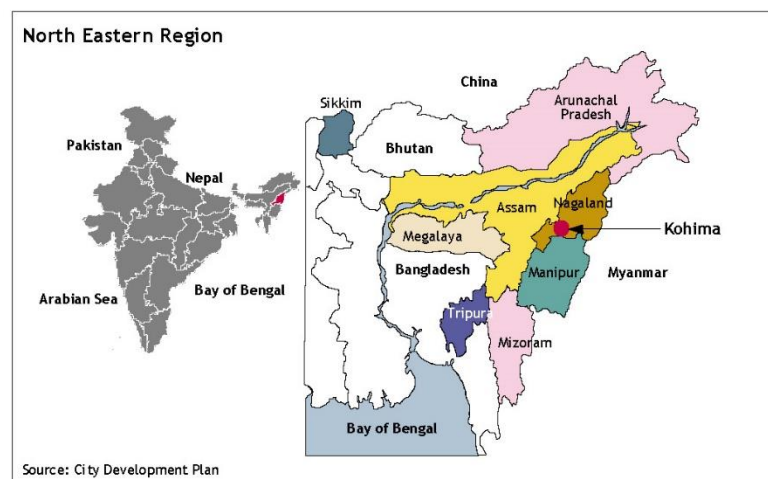 North Eastern Region
China
Sikkim
Arunachal
Pradesh
Pakistan
Bhutan
Nepal
Assam
Nagaland
Kohima
Megalaya
Bangladesh
Manipur
Myanmar
Arabian Sea
Bay of Bengal
Tripura
Mizoram
Bay of Bengal
Source: City Development Plan